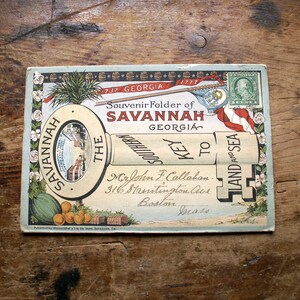 GEORGIA
Souvenir Folder of
SAVANNAH
GEORGIA
SAVANNAH
THE
SOUTHERN
KEY
TO
LAND AND SEA
Mr John F Callahan
316 Huntington Ave
Boston
Mass